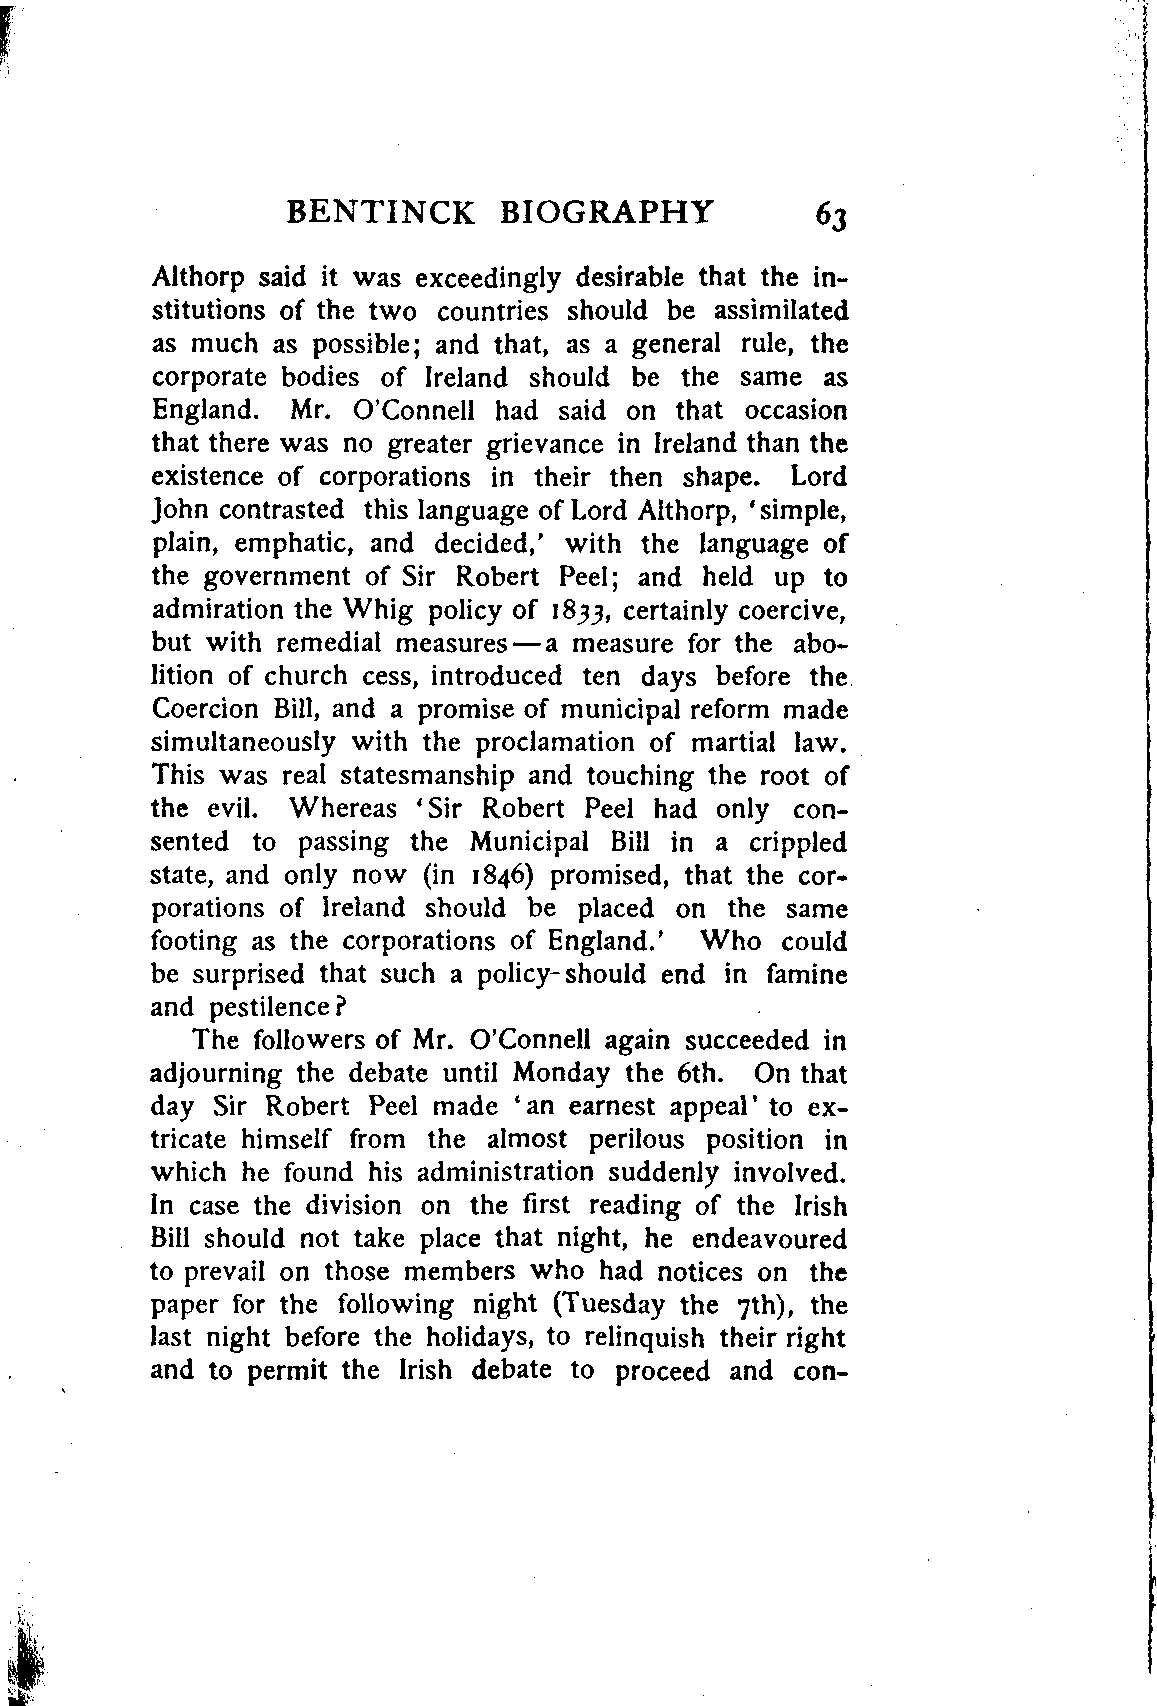 BENTINCK BIOGRAPHY 63
Althorp said it was exceedingly desirable that the in-
stitutions of the two countries should be assimilated
as much as possible; and that, as a general rule, the
corporate bodies of Ireland should be the same as
England. Mr. O'Connell had said on that occasion
that there was no greater grievance in Ireland than the
existence of corporations in their then shape. Lord
John contrasted this language of Lord Althorp, 'simple,
plain, emphatic, and decided,' with the language of
the government of Sir Robert Peel; and held up to
admiration the Whig policy of 1833, certainly coercive,
but with remedial measures—a measure for the abo-
lition of church cess, introduced ten days before the
Coercion Bill, and a promise of municipal reform made
simultaneously with the proclamation of martial law.
This was real statesmanship and touching the root of
the evil. Whereas 'Sir Robert Peel had only con-
sented to passing the Municipal Bill in a crippled
state, and only now (in 1846) promised, that the cor-
porations of Ireland should be placed on the same
footing as the corporations of England.' Who could
be surprised that such a policy-should end in famine
and pestilence?
The followers of Mr. O'Connell again succeeded in
adjourning the debate until Monday the 6th. On that
day Sir Robert Peel made 'an earnest appeal' to ex-
tricate himself from the almost perilous position in
which he found his administration suddenly involved.
In case the division on the first reading of the Irish
Bill should not take place that night, he endeavoured
to prevail on those members who had notices on the
paper for the following night (Tuesday the 7th), the
last night before the holidays, to relinquish their right
and to permit the Irish debate to proceed and con-